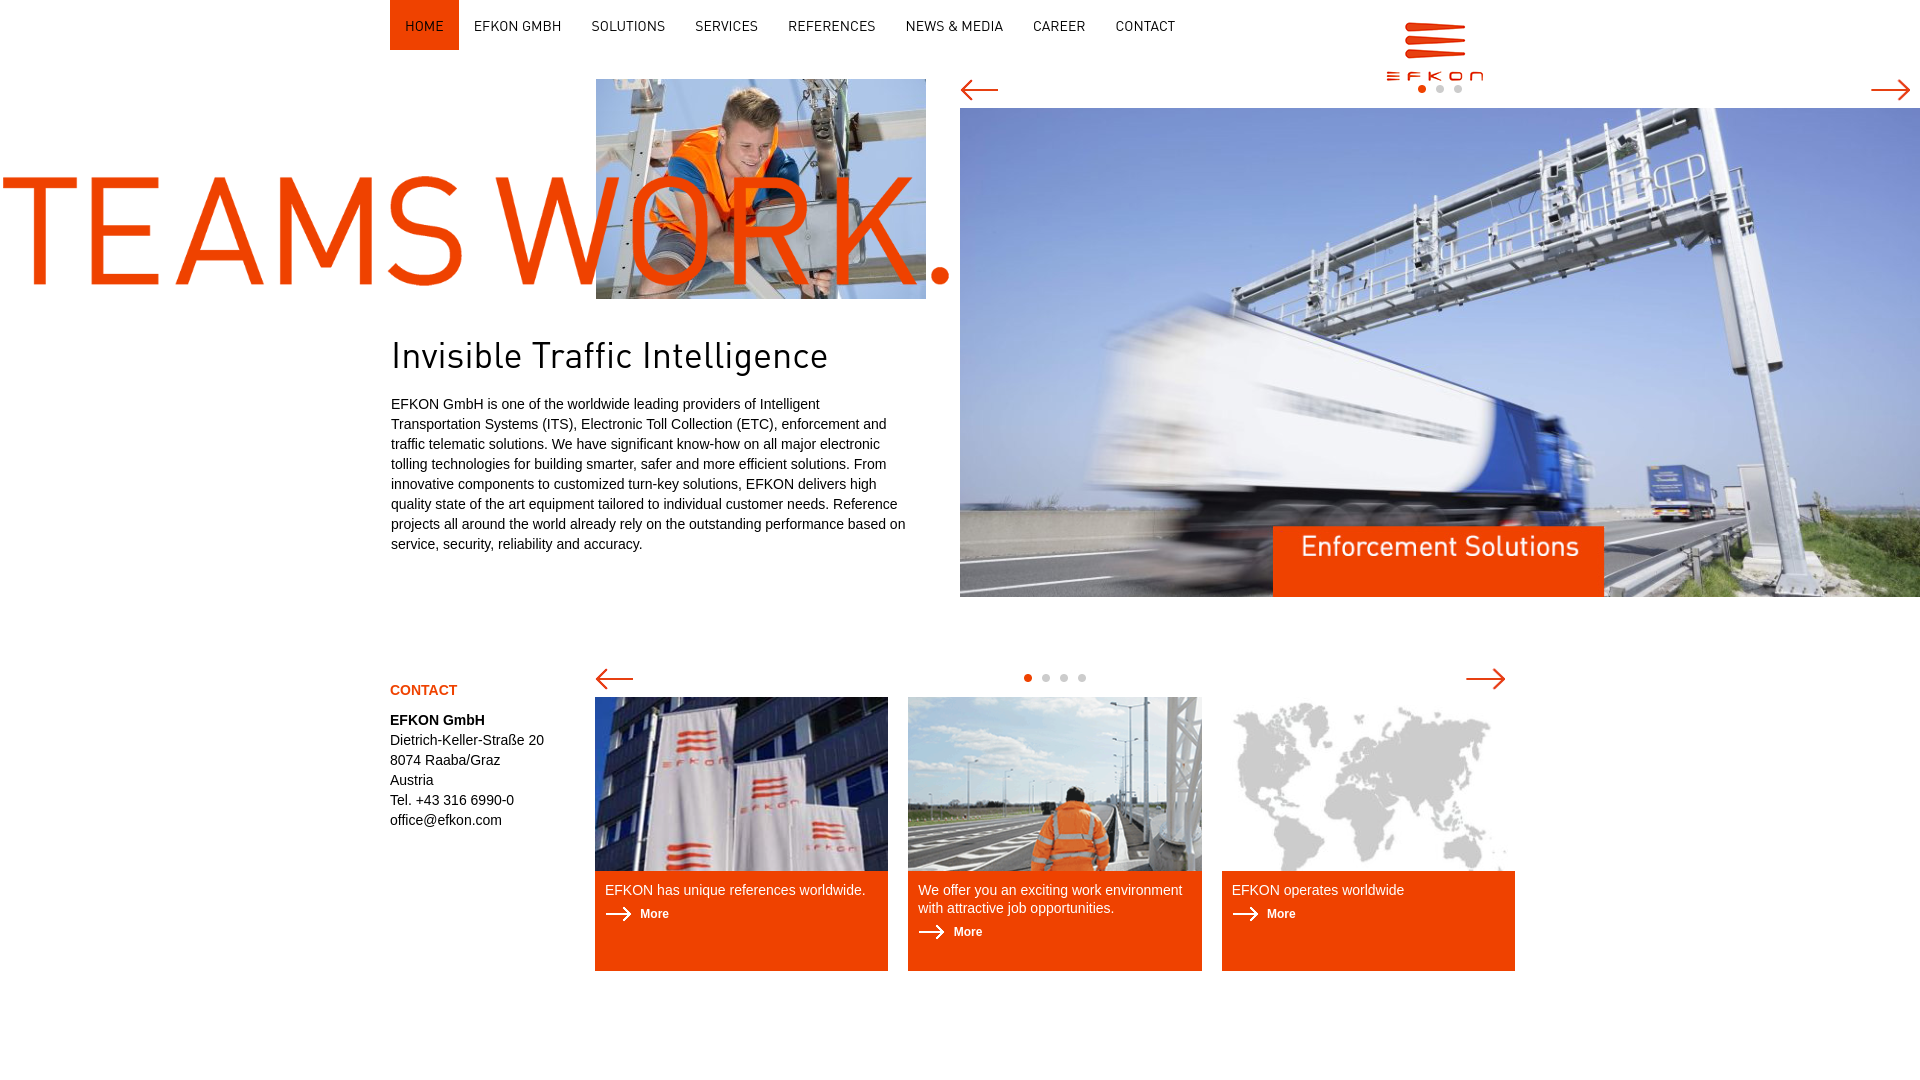 HOME EFKON GMBH SOLUTIONS SERVICES REFERENCES NEWS & MEDIA CAREER CONTACT
EFKON
TEAMS WORK.
Invisible Traffic Intelligence
EFKON GmbH is one of the worldwide leading providers of Intelligent
Transportation Systems (ITS), Electronic Toll Collection (ETC), enforcement and
traffic telematic solutions. We have significant know-how on all major electronic
tolling technologies for building smarter, safer and more efficient solutions. From
innovative components to customized turn-key solutions, EFKON delivers high
quality state of the art equipment tailored to individual customer needs. Reference
projects all around the world already rely on the outstanding performance based on
service, security, reliability and accuracy.
Enforcement Solutions
CONTACT
EFKON GmbH
Dietrich-Keller-Straße 20
8074 Raaba/Graz
Austria
Tel. +43 316 6990-0
office@efkon.com
EFKON
EFKON
EFKON
EFKON has unique references worldwide.
More
We offer you an exciting work environment
with attractive job opportunities.
More
EFKON operates worldwide
More